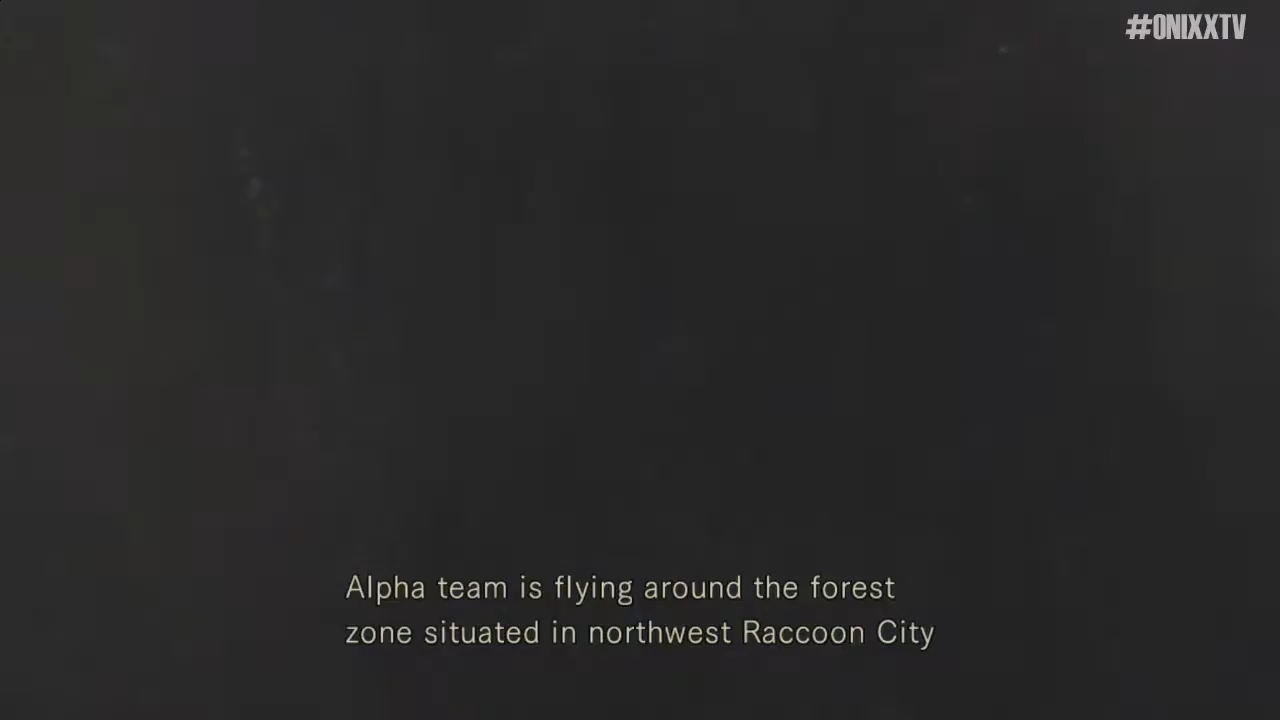 #ONIXXTV
Alpha team is flying around the forest
zone situated in northwest Raccoon City